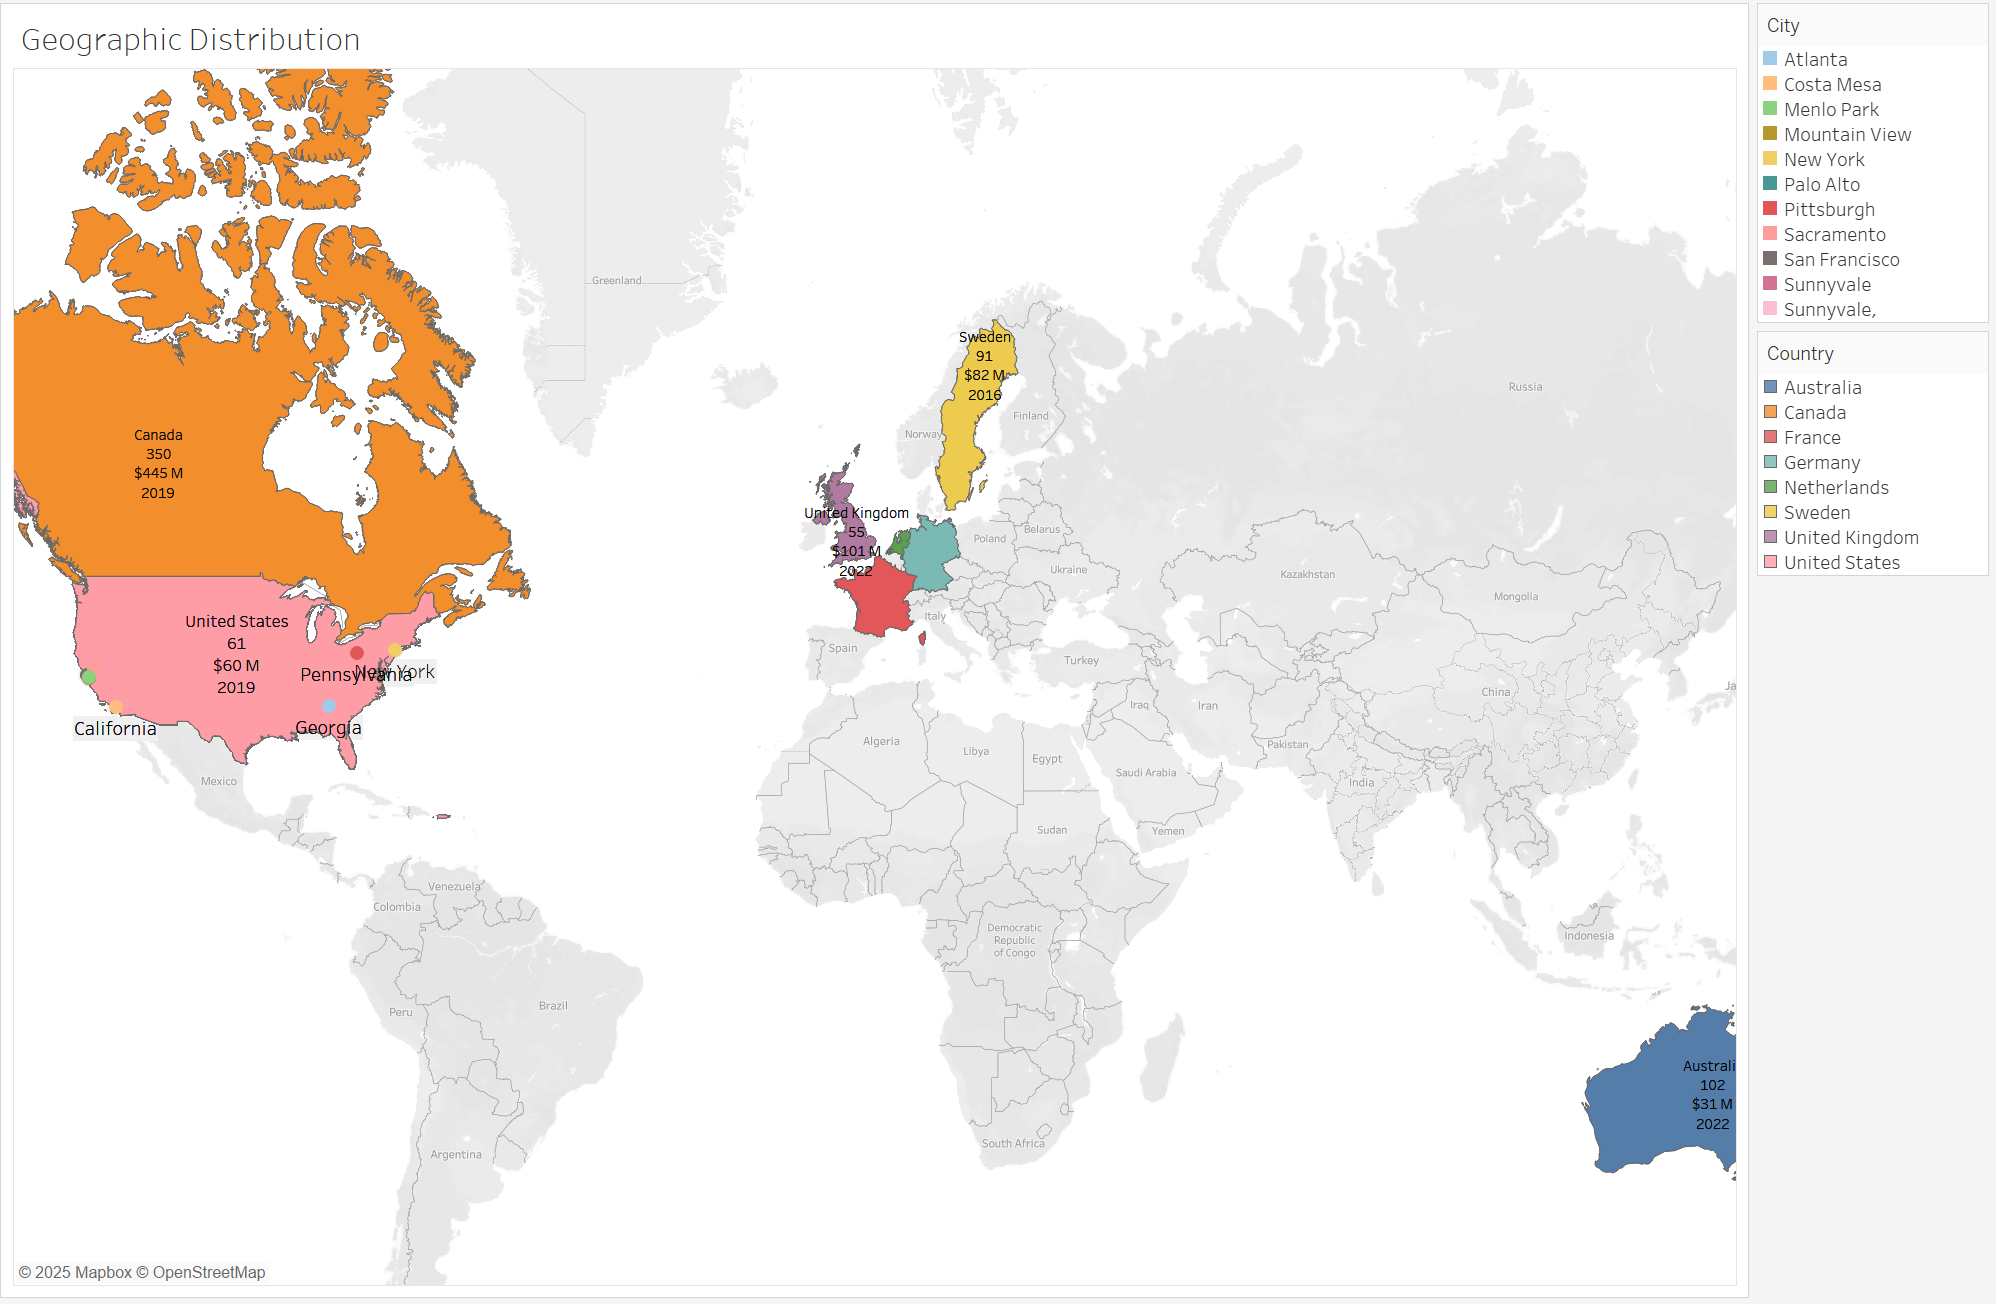 Geographic Distribution
Greenland
Russia
Sweden
91
$82 M
2016
Finland
Norway
Canada
350
$445 M
2019
United Kingdom
55
$101 M
2022
Belarus
Poland
Ukraine
Kazakhstan
Mongolia
Italy
Spain
Turkey
United States
61
$60 M
2019
Pennsylvania
New York
California
Georgia
China
Ja
Iraq
Iran
Algeria
Libya
Egypt
Pakistan
Saudi Arabia
India
Mexico
Sudan
Yemen
Venezuela
Colombia
Democratic
Republic
of Congo
Indonesia
Brazil
Peru
Australi
102
$31 M
2022
South Africa
Argentina
© 2025 Mapbox © OpenStreetMap
City
Atlanta
Costa Mesa
Menlo Park
Mountain View
New York
Palo Alto
Pittsburgh
Sacramento
San Francisco
Sunnyvale
Sunnyvale,
Country
Australia
Canada
France
Germany
Netherlands
Sweden
United Kingdom
United States